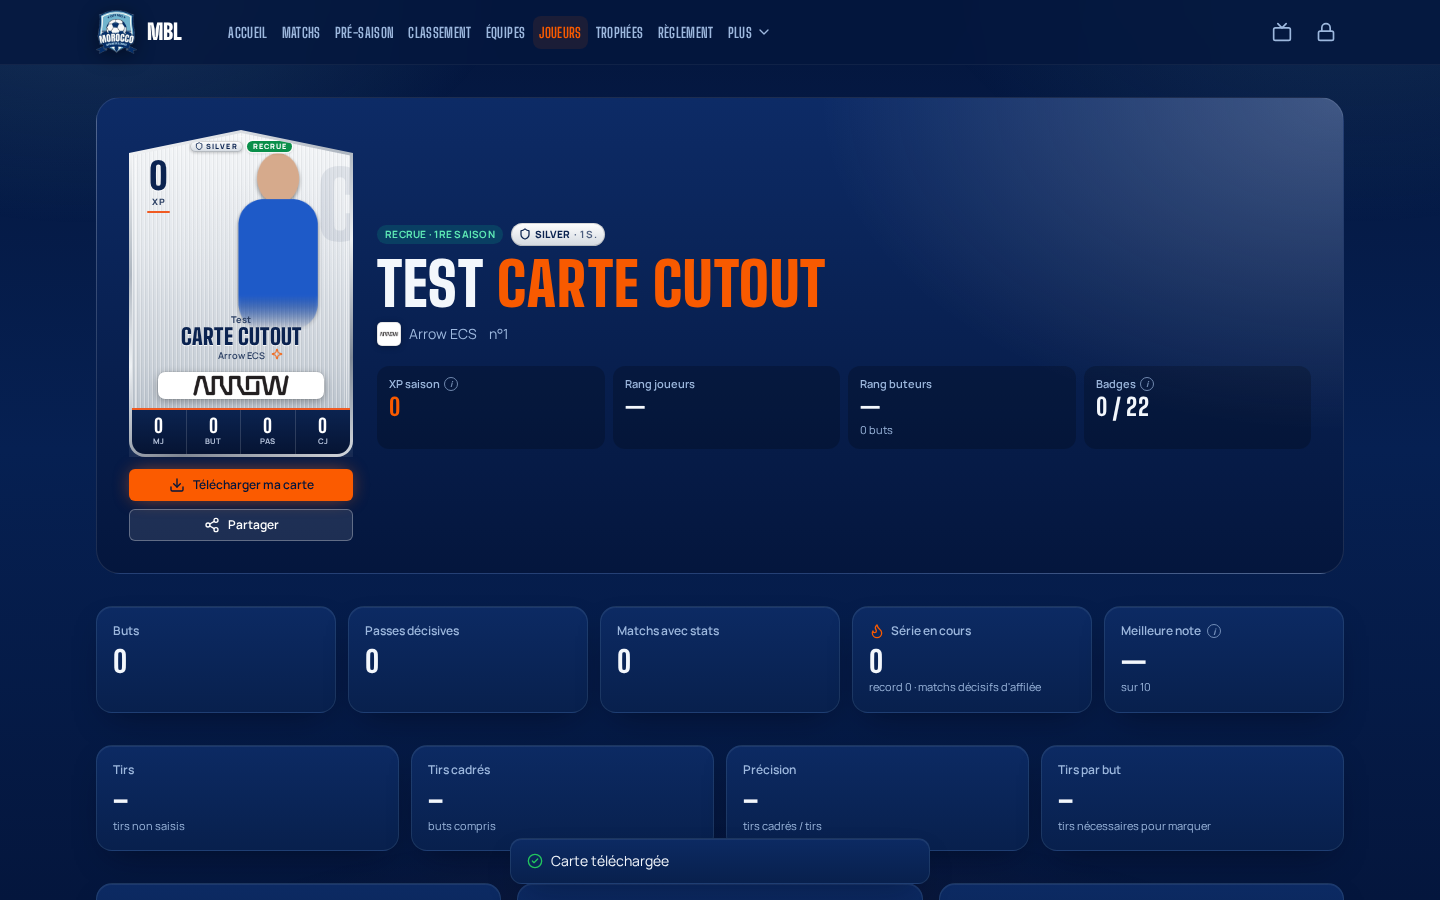 MOROCCO
MBL
ACCUEIL
MATCHS
PRÉ-SAISON
CLASSEMENT
ÉQUIPES
JOUEURS
TROPHÉES
RÈGLEMENT
PLUS
SILVER
RECRUE
0
XP
C
Test
CARTE CUTOUT
Arrow ECS
ARROW
0
0
0
0
MJ
BUT
PAS
CJ
Télécharger ma carte
Partager
RECRUE · 1RE SAISON
SILVER · 1 S.
TEST CARTE CUTOUT
ARROW
Arrow ECS
n°1
XP saison
0
Rang joueurs
—
Rang buteurs
—
0 buts
Badges
0 / 22
Buts
0
Passes décisives
0
Matchs avec stats
0
Série en cours
0
record 0 · matchs décisifs d'affilée
Meilleure note
—
sur 10
Tirs
–
tirs non saisis
Tirs cadrés
–
buts compris
Précision
–
tirs cadrés / tirs
Tirs par but
–
tirs nécessaires pour marquer
Carte téléchargée